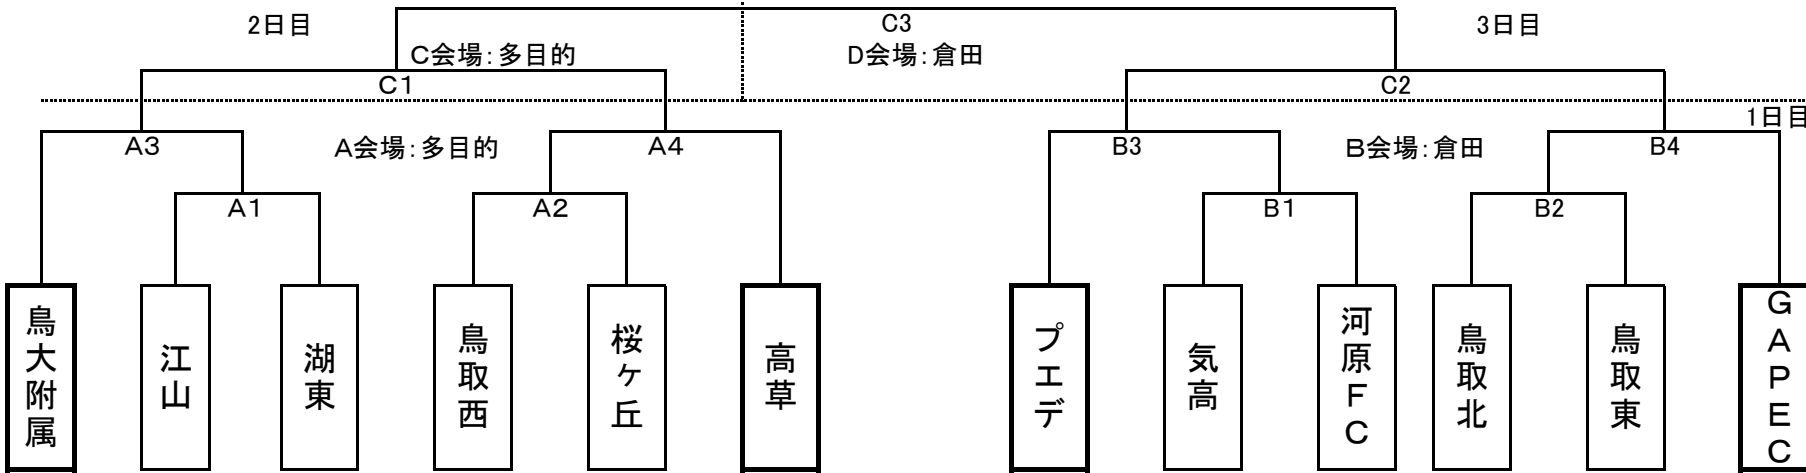 2日目
C3
3日目
C会場:多目的
D会場:倉田
C1
C2
1日目
A3
A会場:多目的
A4
B3
B会場:倉田
B4
A1
A2
B1
B2
鳥大附属
江山
湖東
鳥取西
桜ヶ丘
高草
プエデ
気高
河原FC
鳥取北
鳥取東
GAPEC